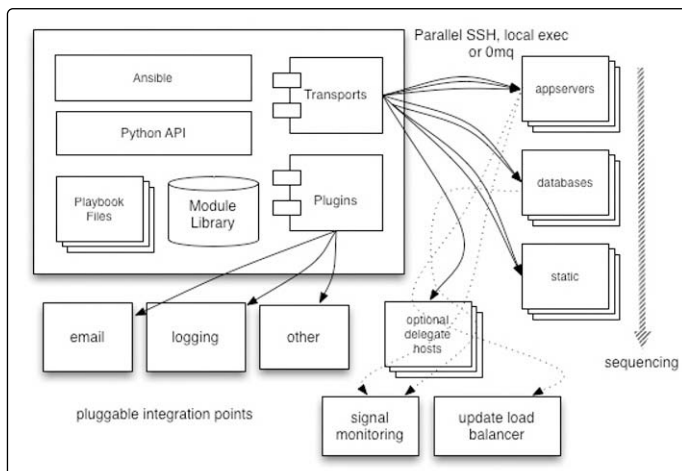 Parallel SSH, local exec
or 0mq
Ansible
Transports
appservers
Python API
Playbook
Files
Module
Library
Plugins
databases
static
email
logging
other
optional
delegate
hosts
sequencing
pluggable integration points
signal
monitoring
update load
balancer